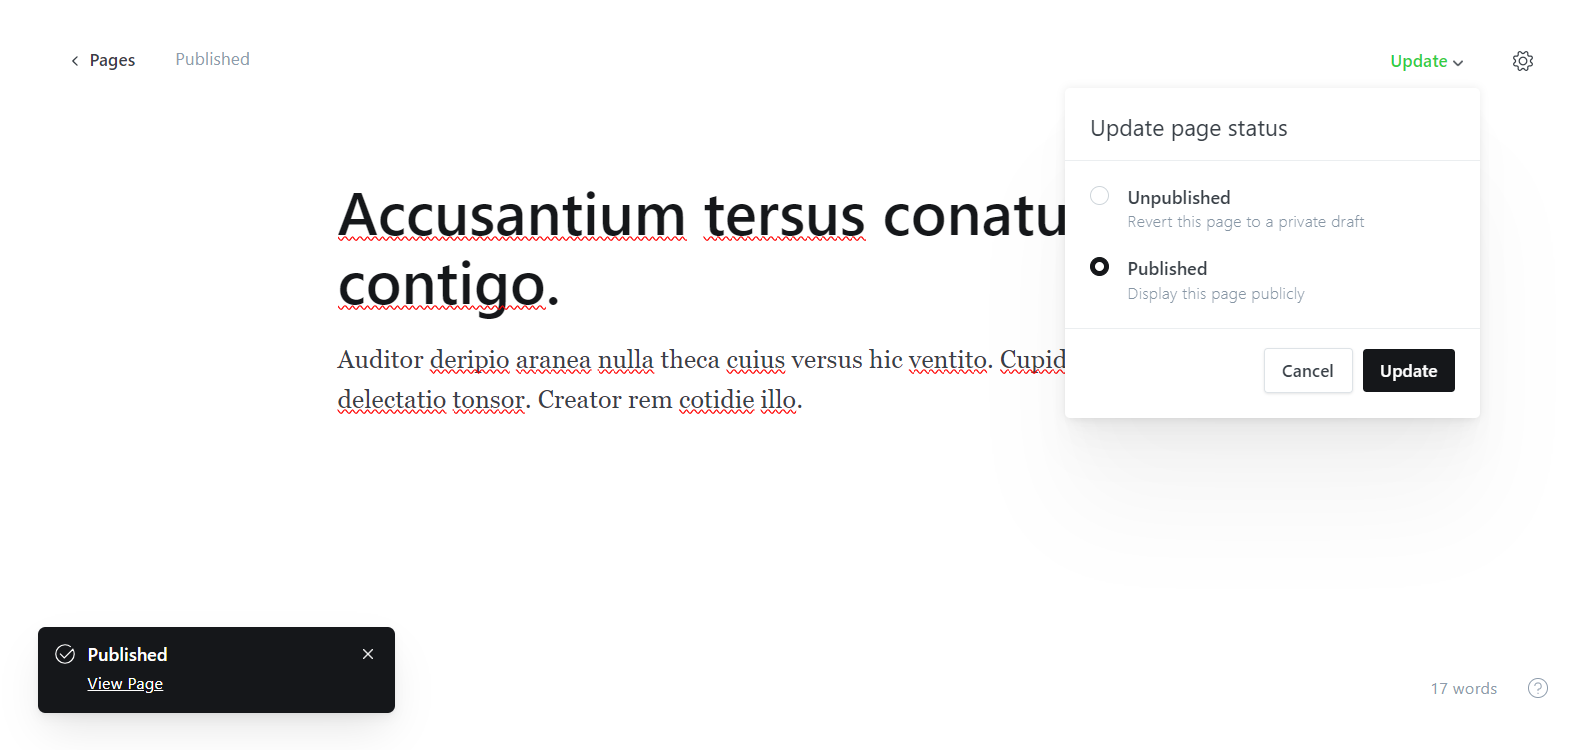 Pages
Published
Update
Update page status
Unpublished
Revert this page to a private draft
Published
Display this page publicly
Cancel
Update
Accusantium tersus
contigo.
Auditor deripio aranea nulla theca cuius versus hic ventito.
delectatio tonsor. Creator rem cotidie illo.
Published
View Page
17 words